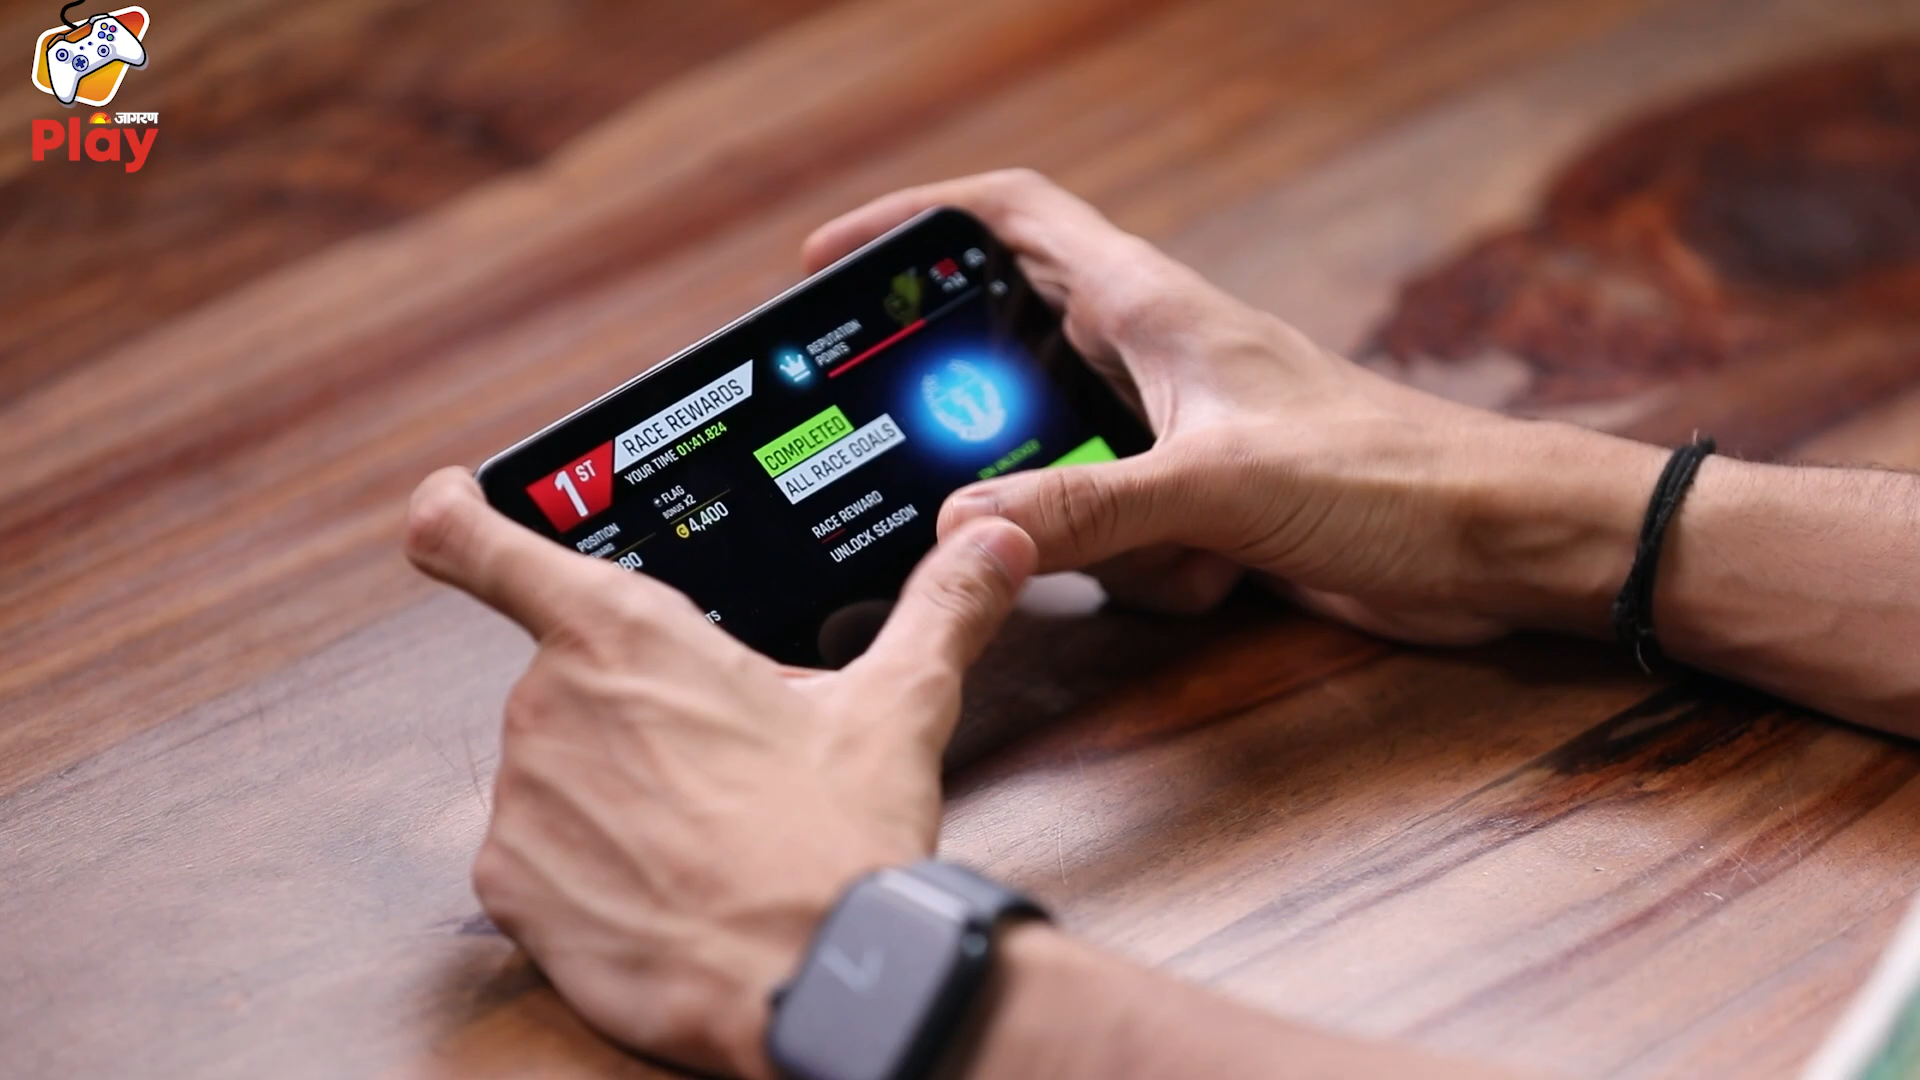 जागरण
Play
1ST
RACE REWARDS
YOUR TIME 01:41.824
REPUTATION
POINTS
COMPLETED
ALL RACE GOALS
POSITION
FLAG
BONUS X2
4,400
RACE REWARD
UNLOCK SEASON